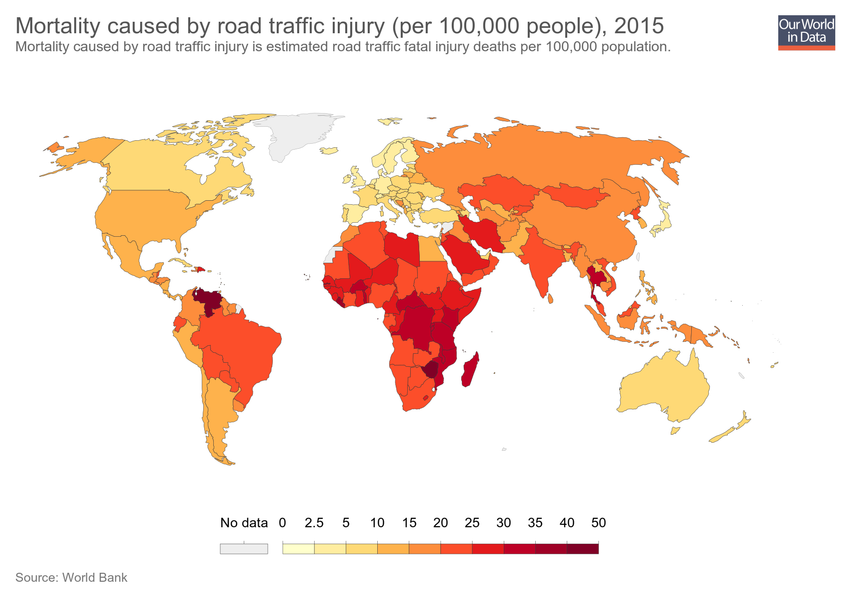 Mortality caused by road traffic injury (per 100,000 people), 2015
Mortality caused by road traffic injury is estimated road traffic fatal injury deaths per 100,000 population.
Our World
in Data
No data 0 2.5 5 10 15 20 25 30 35 40 50
Source: World Bank